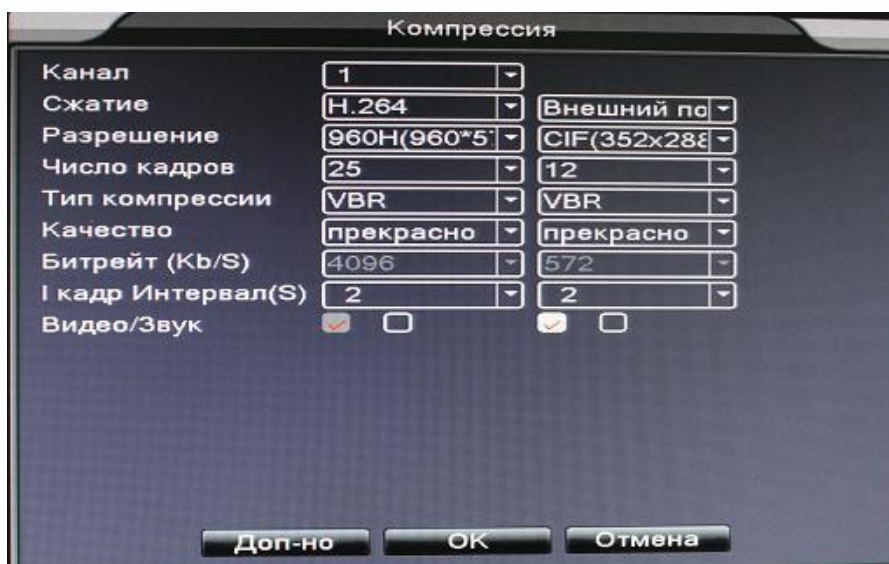 Компрессия
Канал 1
Сжатие H.264 Внешний по
Разрешение 960H(960*5 CIF(352x288
Число кадров 25 12
Тип компрессии VBR VBR
Качество прекрасно прекрасно
Битрейт (Kb/S) 4096 572
I кадр Интервал(S) 2 2
Видео/Звук
Доп-но OK Отмена